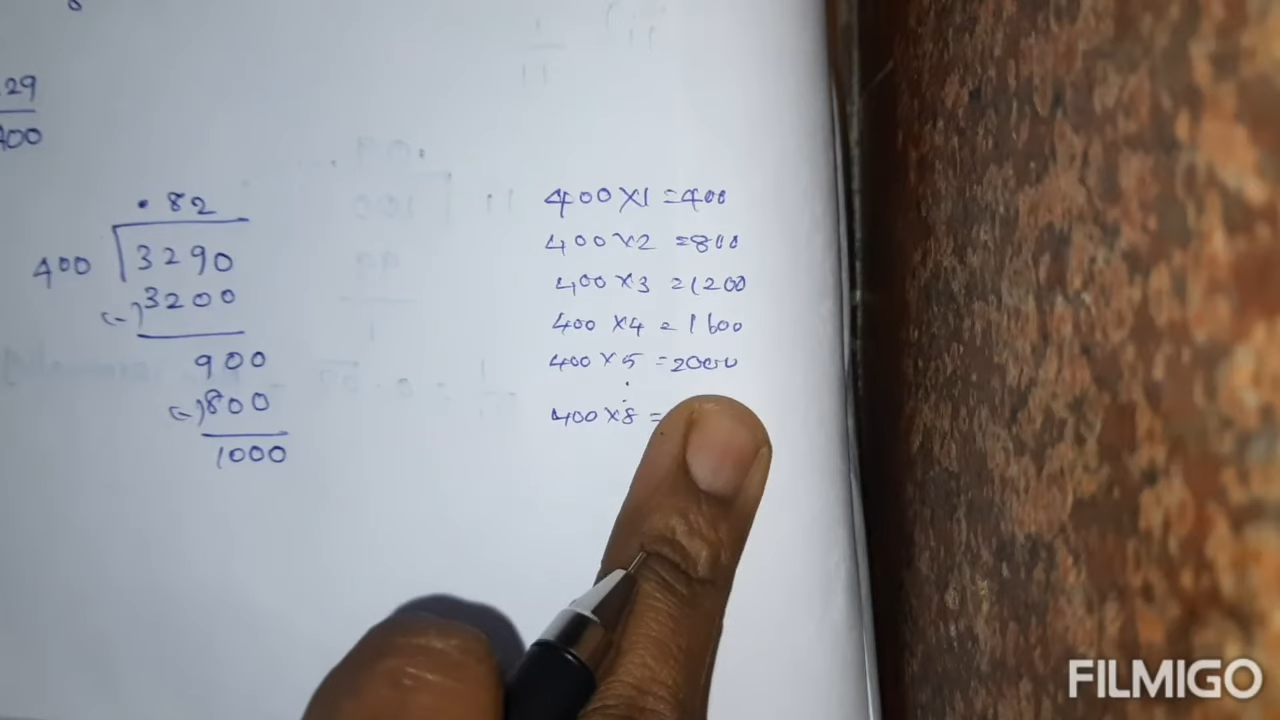 29
400
.82
400 3290
(-) 3200
900
(-) 800
1000
400 X 1 = 400
400 X 2 = 800
400 X 3 = 1200
400 X 4 = 1600
400 X 5 = 2000
400 X 8 =
FILMIGO